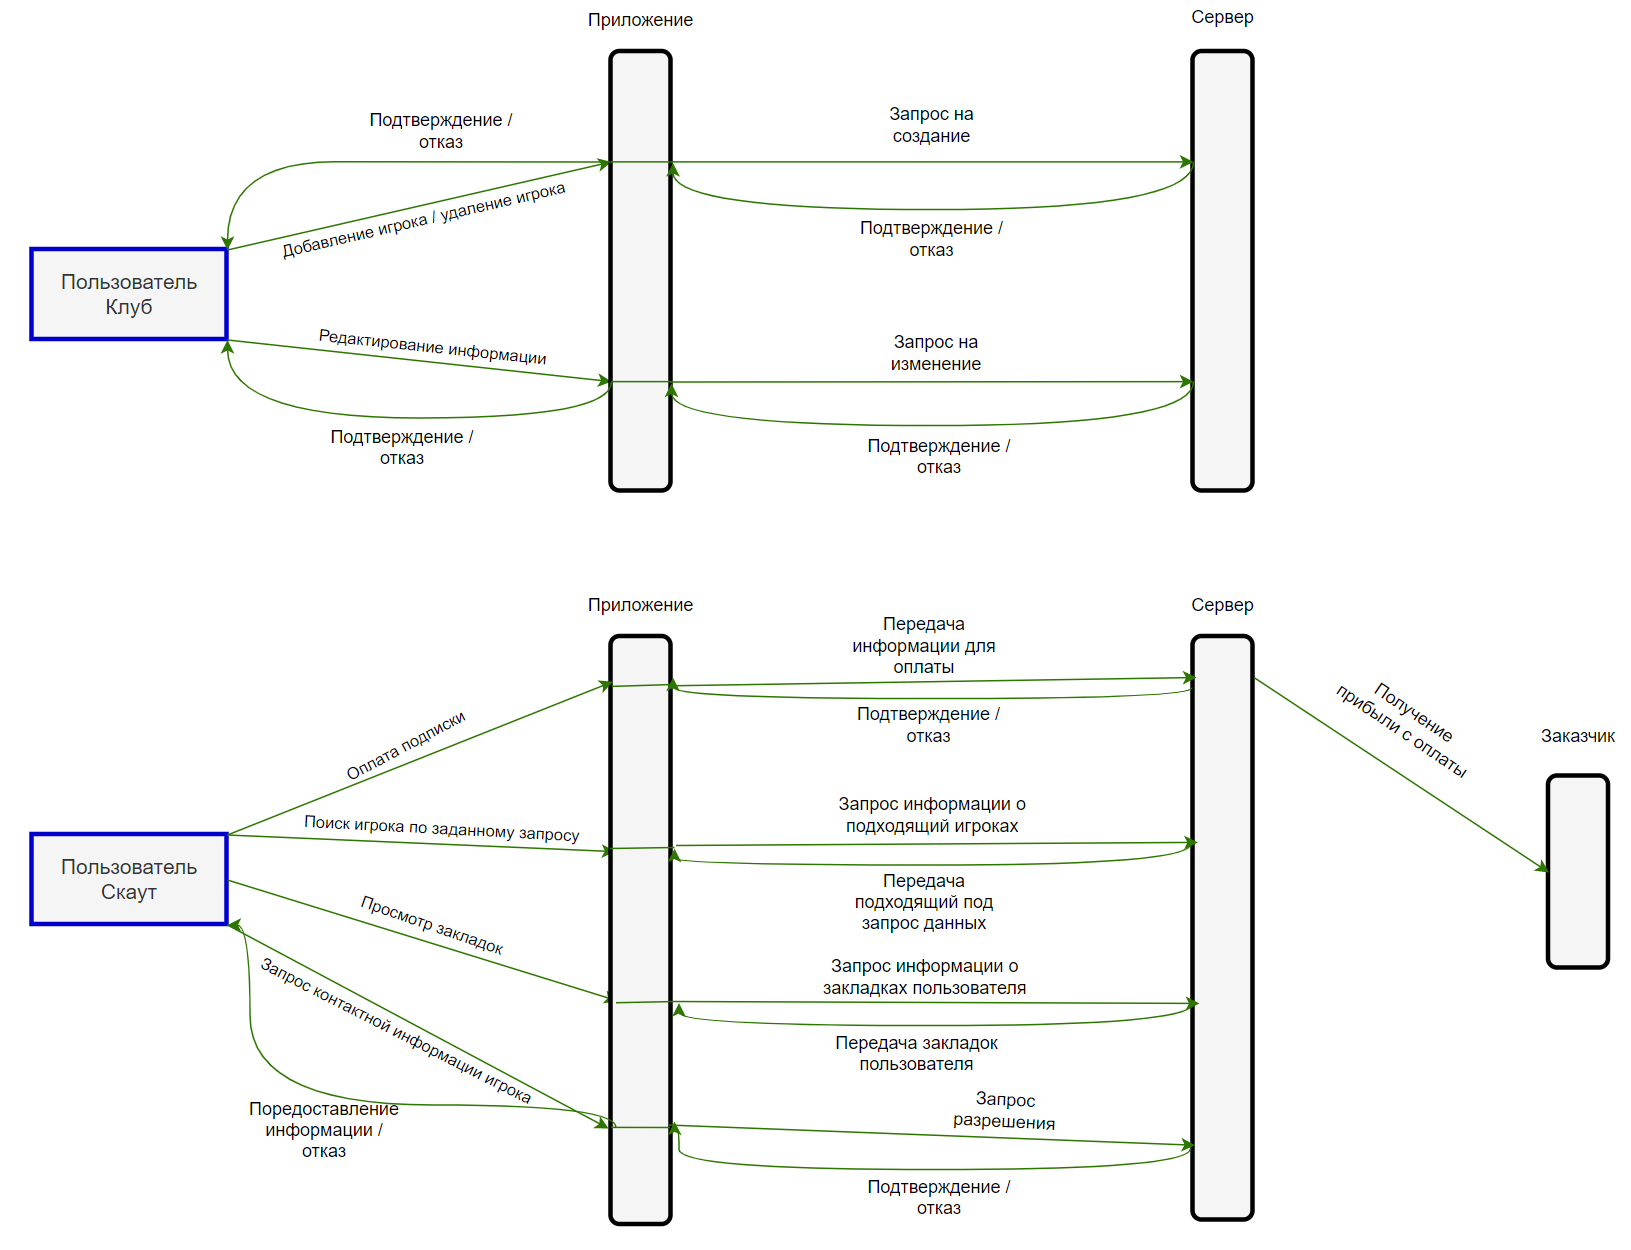 Приложение
Сервер
Подтверждение /
отказ
Запрос на
создание
Добавление игрока / удаление игрока
Подтверждение /
отказ
Пользователь
Клуб
Редактирование информации
Запрос на
изменение
Подтверждение /
отказ
Подтверждение /
отказ
Приложение
Сервер
Передача
информации для
оплаты
Оплата подписки
Подтверждение /
отказ
Получение
прибыли с оплаты
Заказчик
Поиск игрока по заданному запросу
Запрос информации о
подходящий игроках
Пользователь
Скаут
Передача
подходящий под
запрос данных
Просмотр закладок
Запрос информации о
закладках пользователя
Запрос контактной информации игрока
Передача закладок
пользователя
Поредоставление
информации /
отказ
Запрос
разрешения
Подтверждение /
отказ